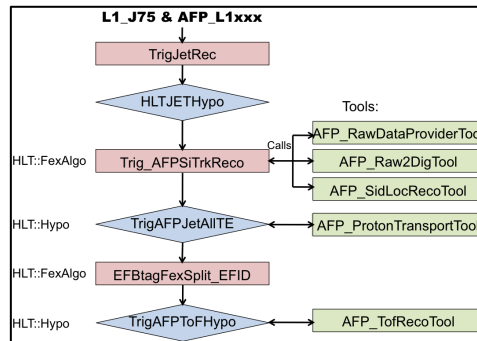 L1_J75 & AFP_L1xxx
TrigJetRec
HLTJETHypo
Tools:
Calls
AFP_RawDataProviderTool
HLT::FexAlgo
Trig_AFPSiTrkReco
AFP_Raw2DigTool
AFP_SidLocRecoTool
HLT::Hypo
TrigAFPJetAllTE
AFP_ProtonTransportTool
HLT::FexAlgo
EFBtagFexSplit_EFID
HLT::Hypo
TrigAFPToFHypo
AFP_TofRecoTool